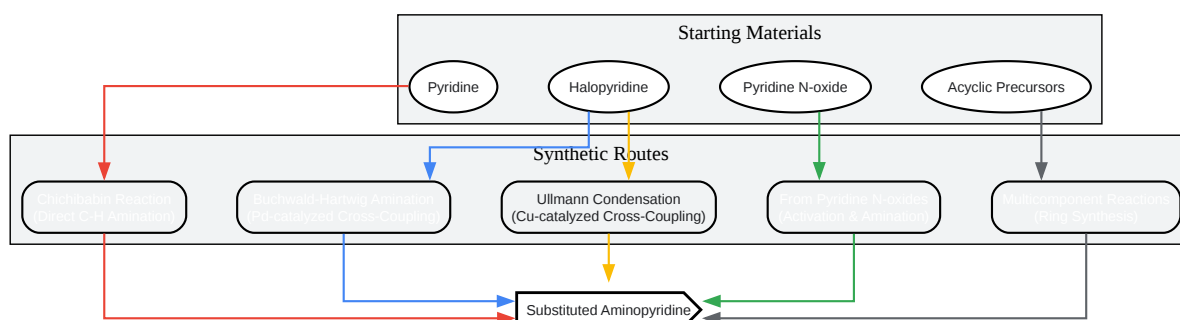 Starting Materials
Pyridine
Halopyridine
Pyridine N-oxide
Acyclic Precursors
Synthetic Routes
Chichibabin Reaction
(Direct C-H Amination)
Buchwald-Hartwig Amination
(Pd-catalyzed Cross-Coupling)
Ullmann Condensation
(Cu-catalyzed Cross-Coupling)
From Pyridine N-oxides
(Activation & Amination)
Multicomponent Reactions
(Ring Synthesis)
Substituted Aminopyridine